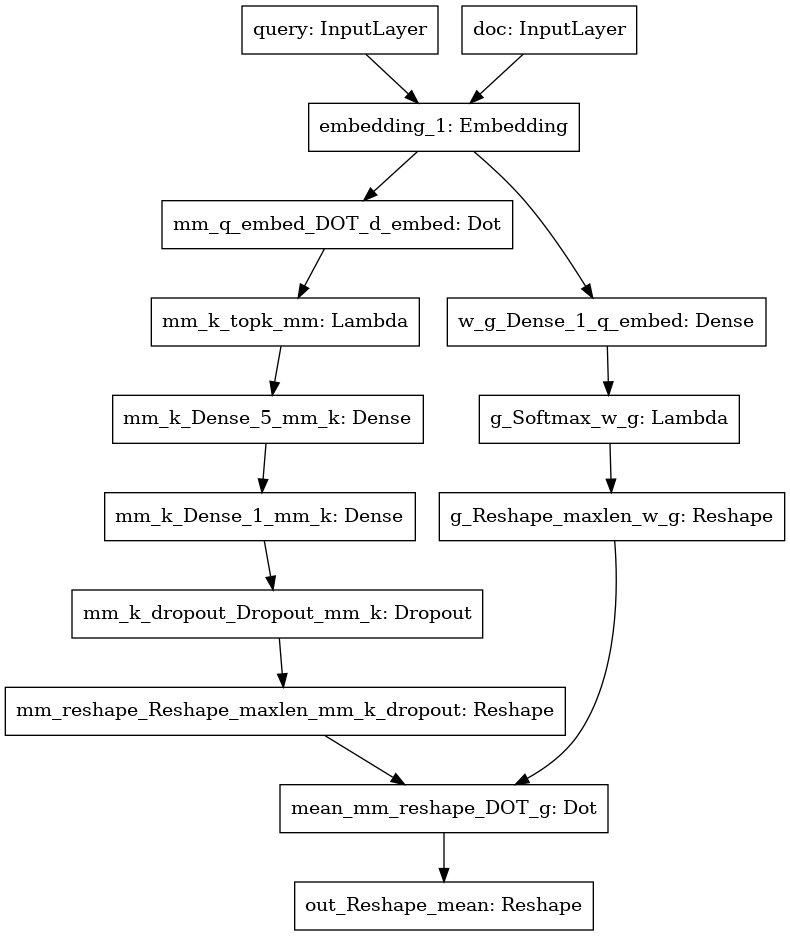 query: InputLayer
doc: InputLayer
embedding_1: Embedding
mm_q_embed_DOT_d_embed: Dot
mm_k_topk_mm: Lambda
w_g_Dense_1_q_embed: Dense
mm_k_Dense_5_mm_k: Dense
g_Softmax_w_g: Lambda
mm_k_Dense_1_mm_k: Dense
g_Reshape_maxlen_w_g: Reshape
mm_k_dropout_Dropout_mm_k: Dropout
mm_reshape_Reshape_maxlen_mm_k_dropout: Reshape
mean_mm_reshape_DOT_g: Dot
out_Reshape_mean: Reshape